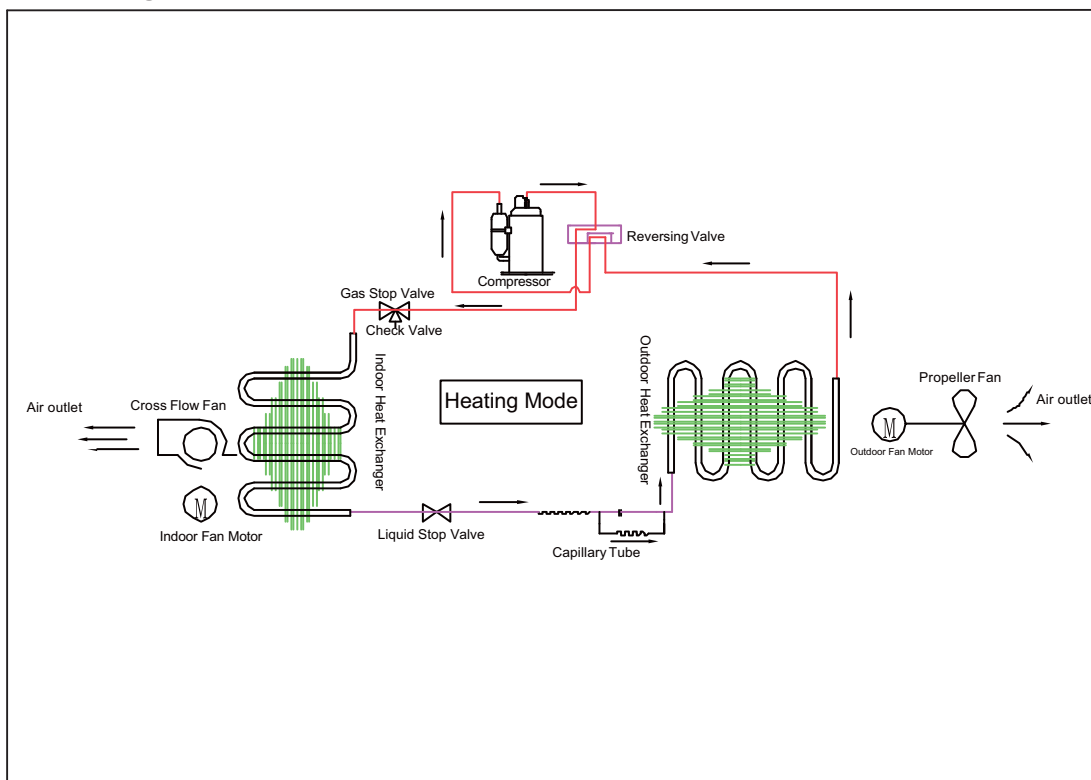 Reversing Valve
Compressor
Gas Stop Valve
Check Valve
Indoor Heat Exchanger
Outdoor Heat Exchanger
Heating Mode
Propeller Fan
Air outlet
Cross Flow Fan
Air outlet
M
Outdoor Fan Motor
M
Indoor Fan Motor
Liquid Stop Valve
Capillary Tube